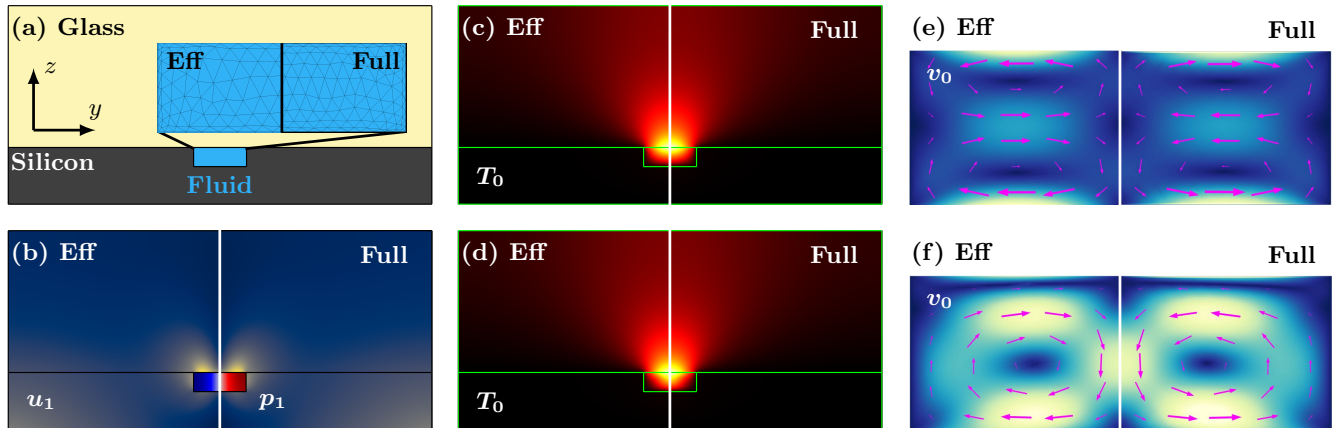 (a) Glass
Eff
Full
z
y
Silicon
Fluid
(b) Eff
Full
u₁
p₁
(c) Eff
Full
T₀
(d) Eff
Full
T₀
(e) Eff
Full
v₀
(f) Eff
Full
v₀